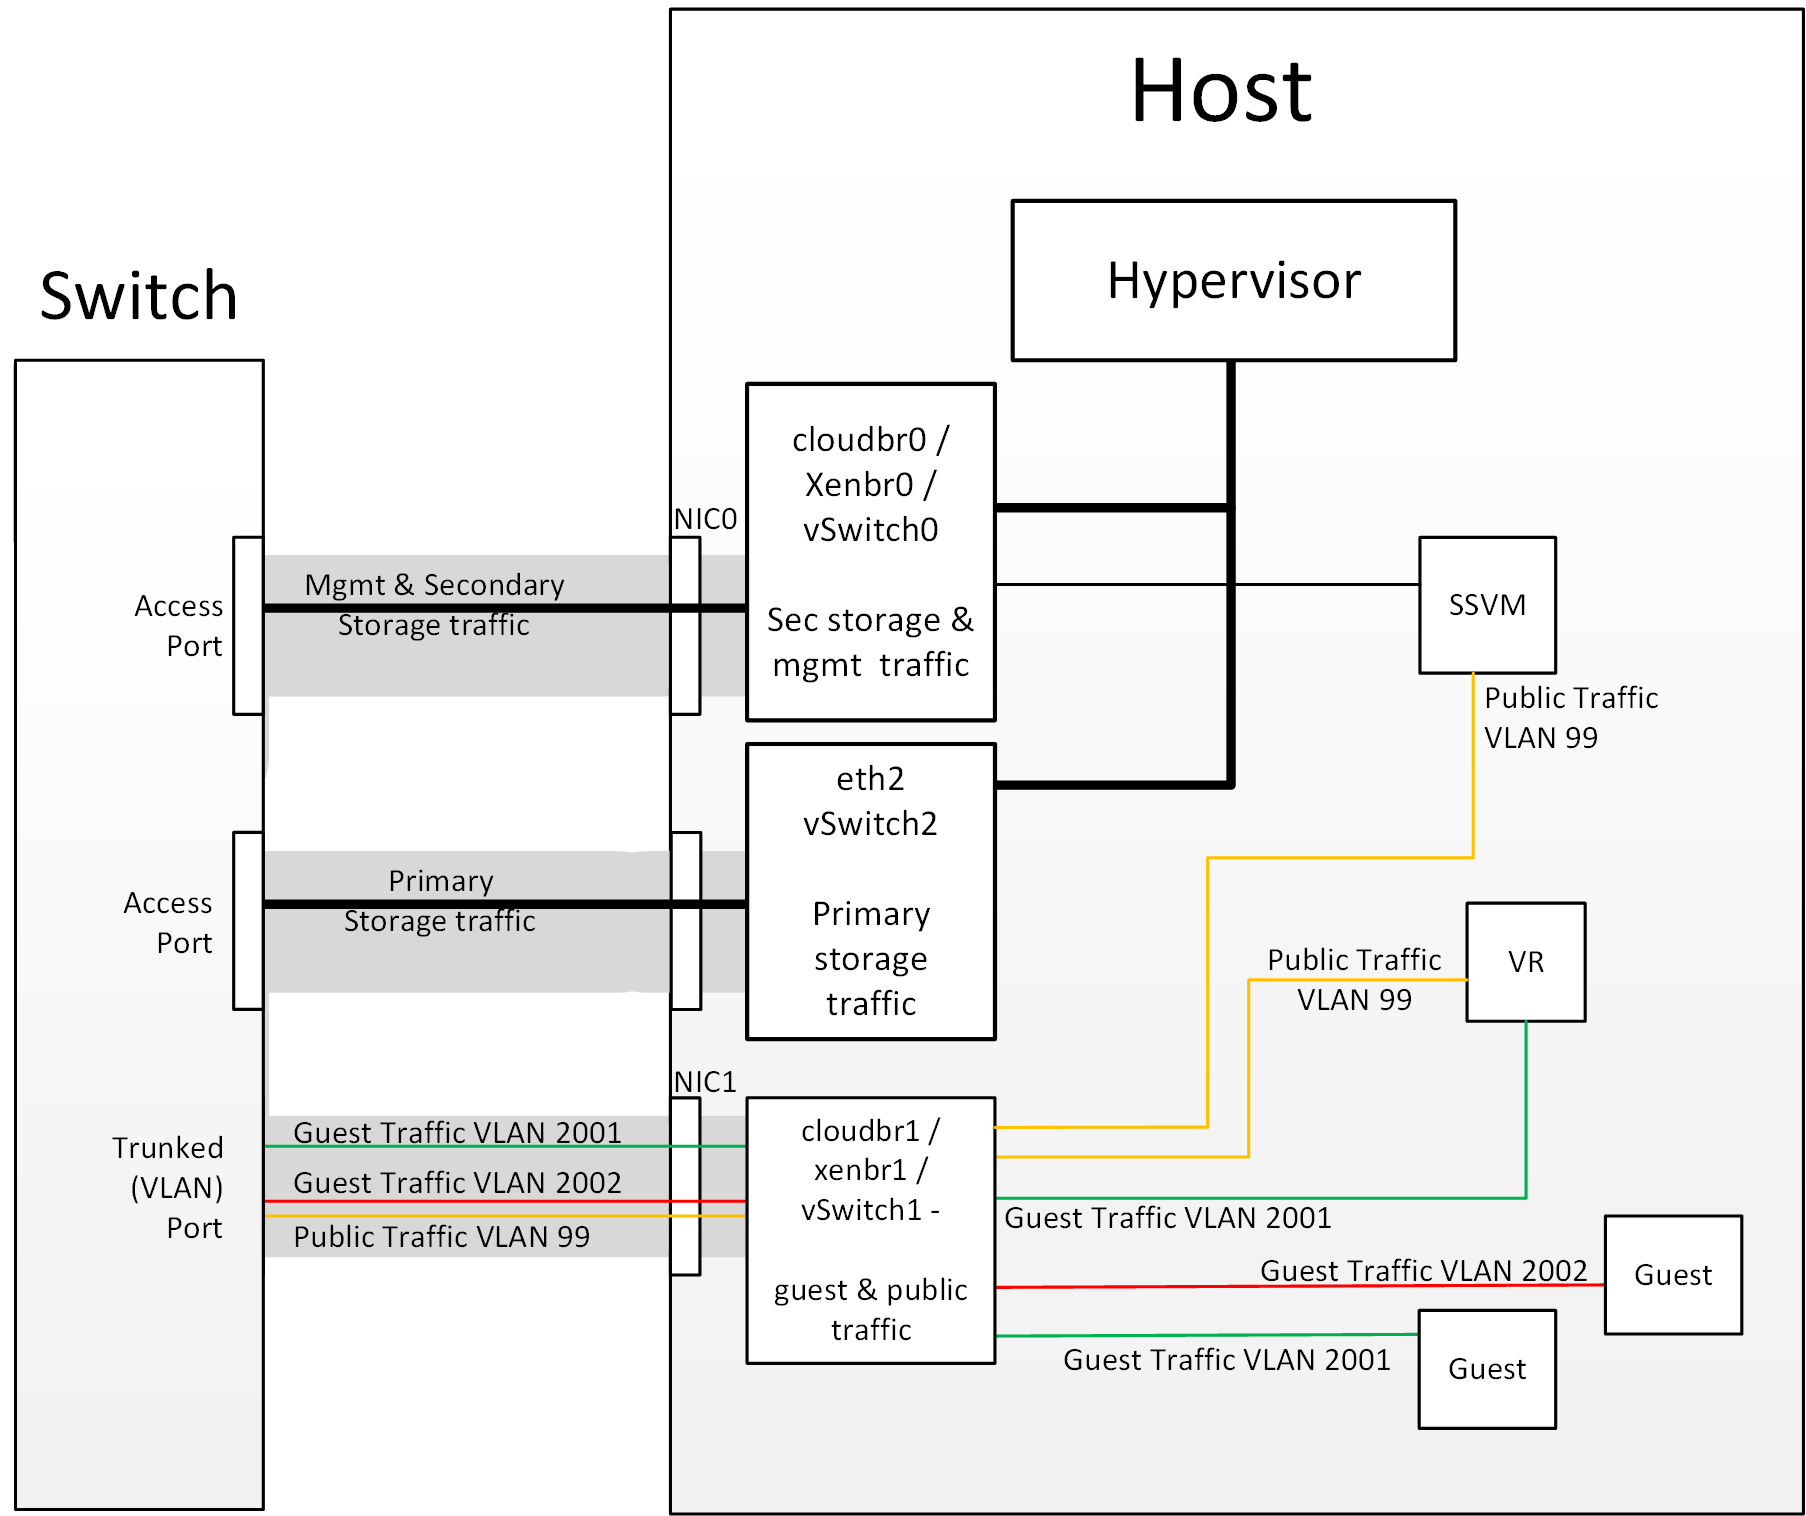 Host
Hypervisor
Switch
cloudbr0 /
Xenbr0 /
vSwitch0
Sec storage &
mgmt traffic
NIC0
Mgmt & Secondary
Storage traffic
Access
Port
SSVM
Public Traffic
VLAN 99
eth2
vSwitch2
Primary
storage
traffic
Primary
Storage traffic
Access
Port
VR
Public Traffic
VLAN 99
NIC1
cloudbr1 /
xenbr1 /
vSwitch1 -
guest & public
traffic
Trunked
(VLAN)
Port
Guest Traffic VLAN 2001
Guest Traffic VLAN 2002
Public Traffic VLAN 99
Guest Traffic VLAN 2001
Guest Traffic VLAN 2002
Guest
Guest Traffic VLAN 2001
Guest